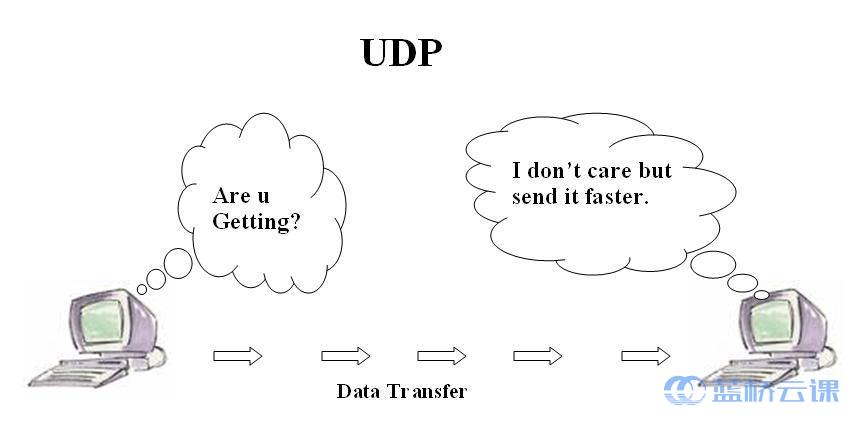 UDP
Are u
Getting?
I don't care but
send it faster.
Data Transfer
蓝桥云课